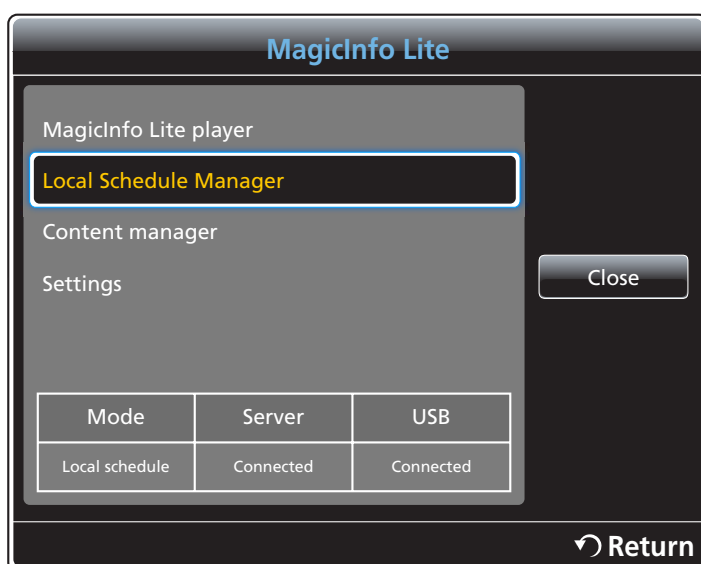 MagicInfo Lite
MagicInfo Lite player
Local Schedule Manager
Content manager
Settings
Close
Mode Server USB
Local schedule Connected Connected
Return